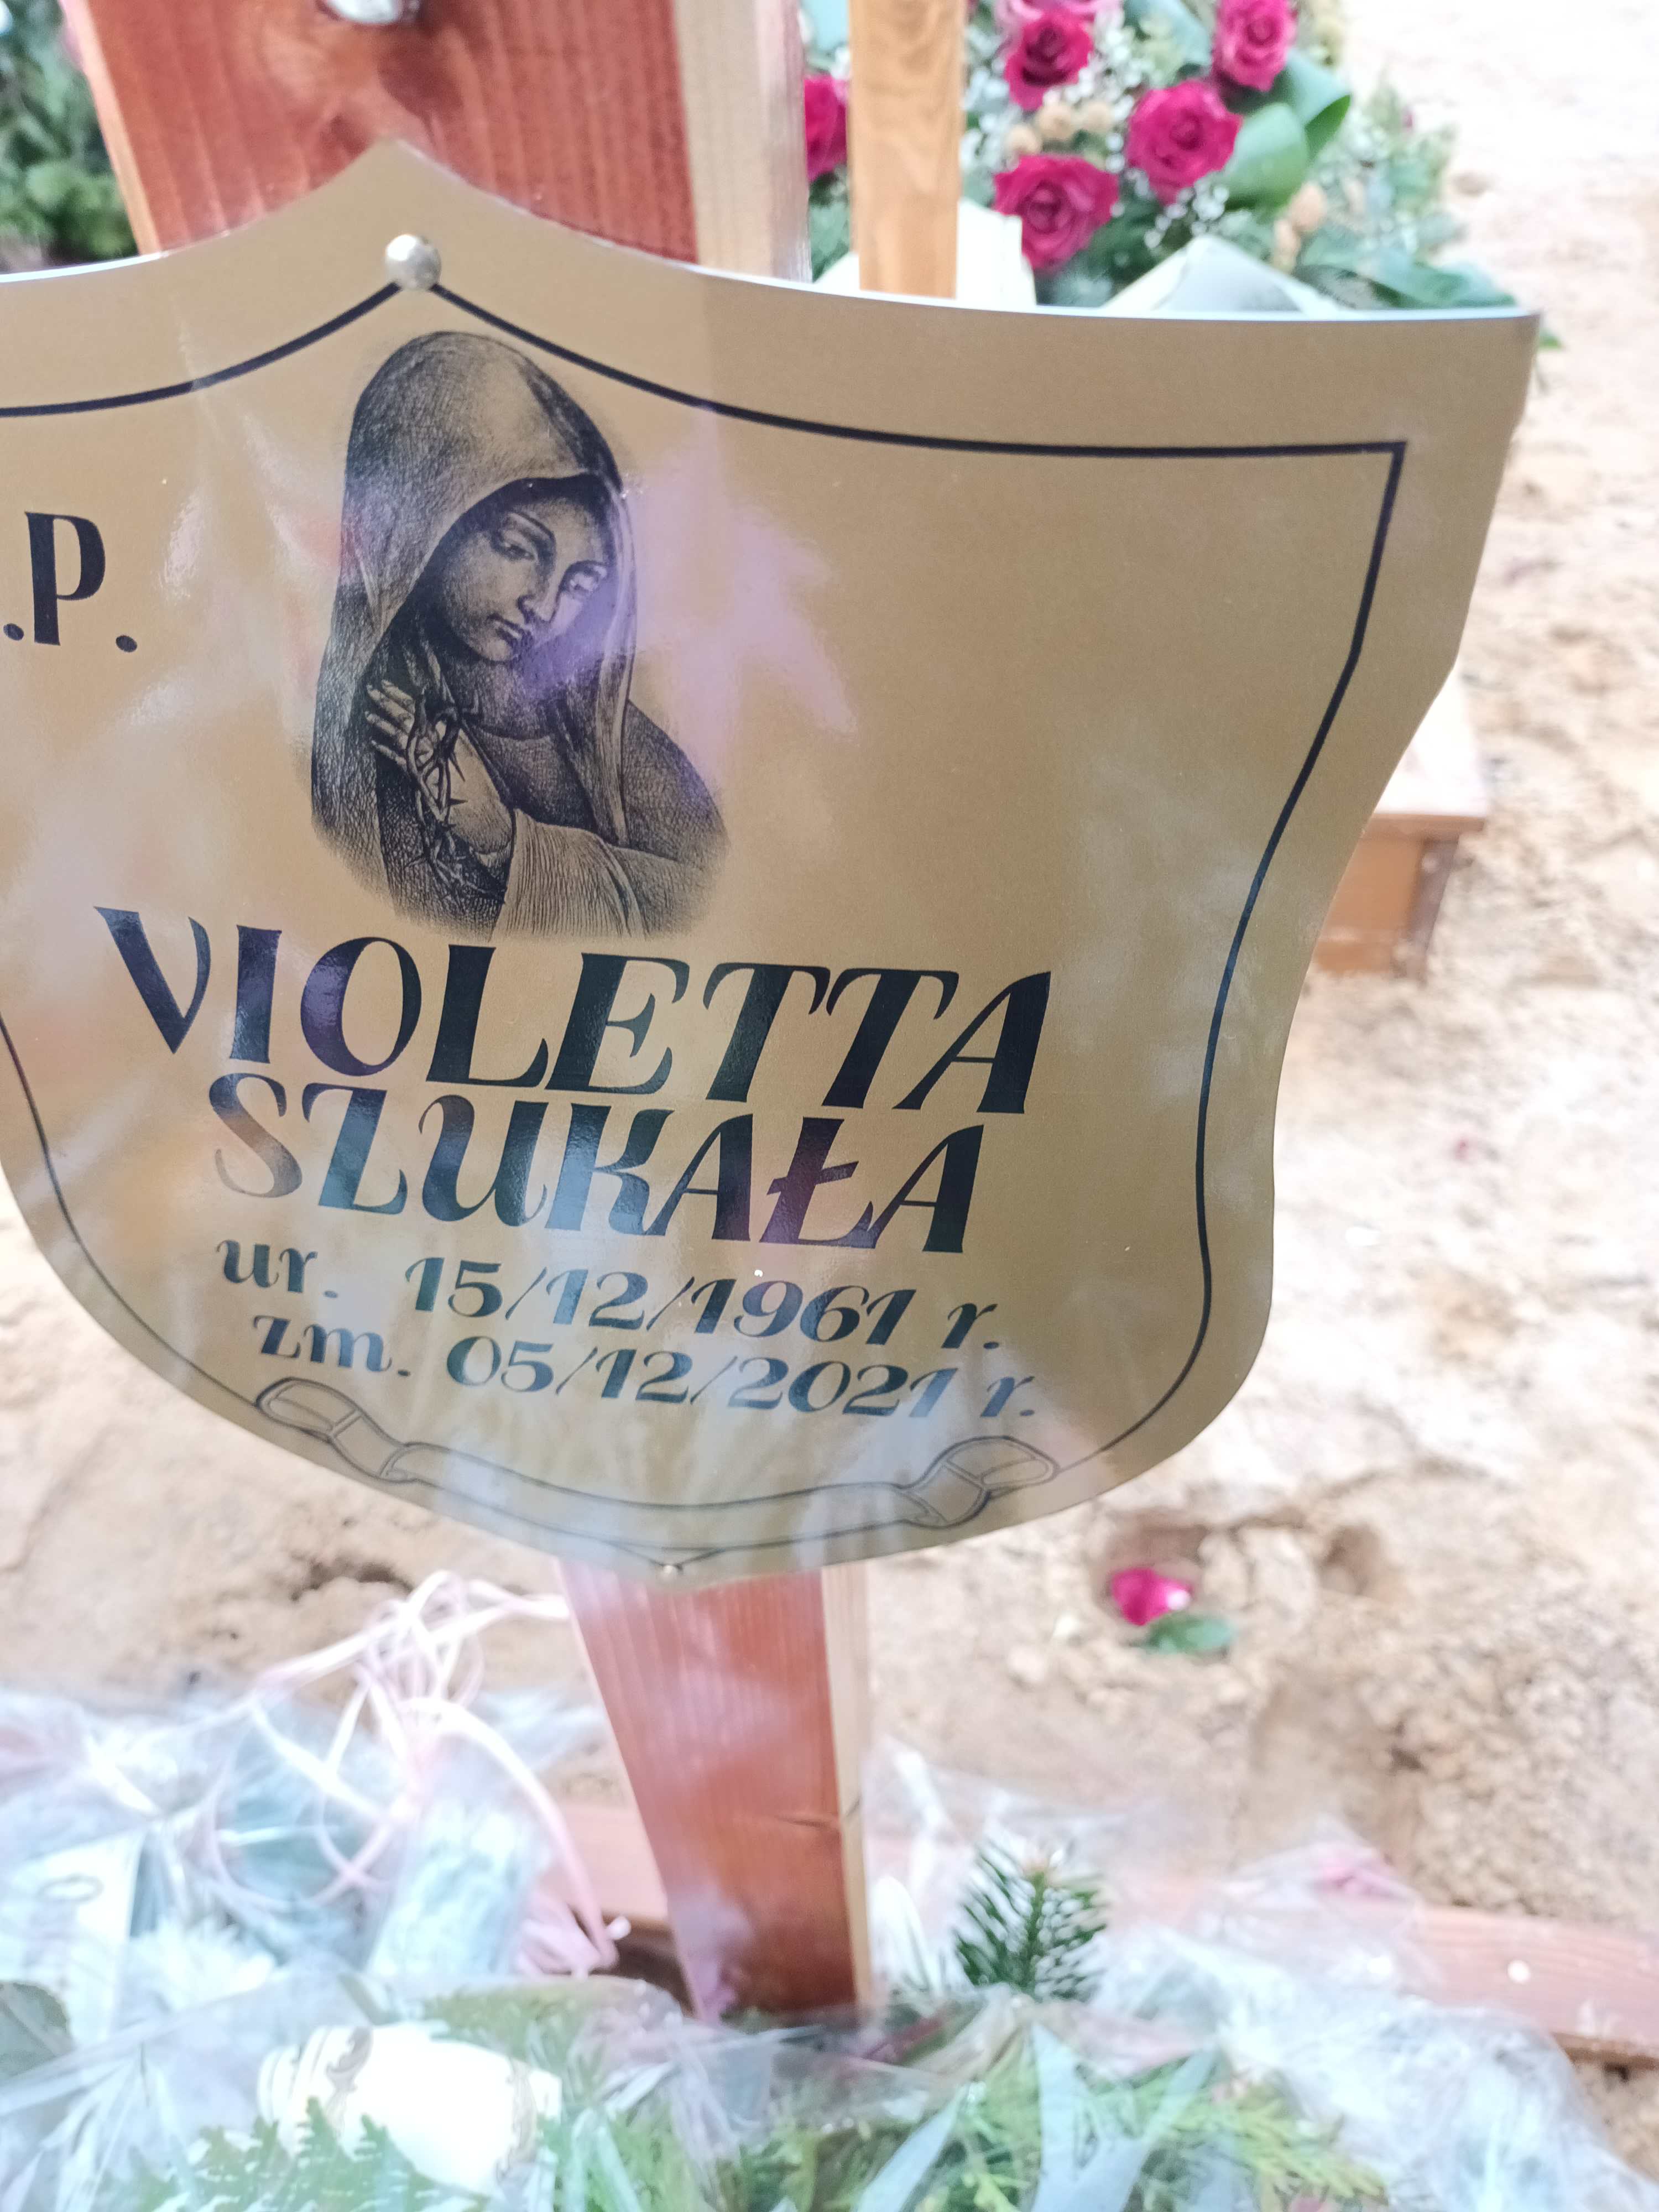 .P.
VIOLETTA
SZUKAŁA
ur. 15/12/1961 r.
zm. 05/12/2021 r.